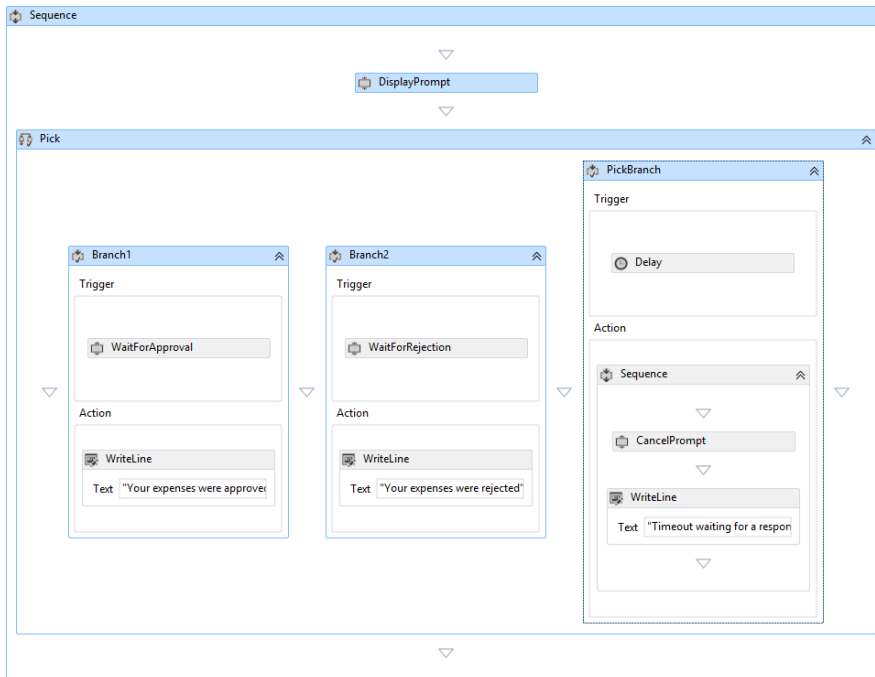 Sequence
DisplayPrompt
Pick
Branch1
Trigger
WaitForApproval
Action
WriteLine
Text "Your expenses were approved
Branch2
Trigger
WaitForRejection
Action
WriteLine
Text "Your expenses were rejected"
PickBranch
Trigger
Delay
Action
Sequence
CancelPrompt
WriteLine
Text "Timeout waiting for a respon